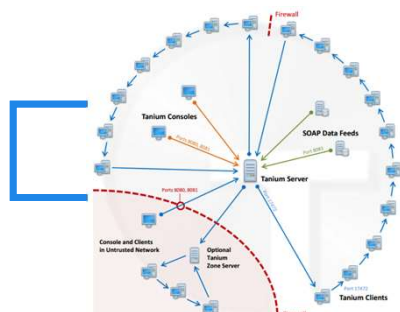 Firewall
Tanium Consoles
Ports 8080, 8081
SOAP Data Feeds
Port 8081
Tanium Server
Ports 8080, 8081
Console and Clients
in Untrusted Network
Optional
Tanium
Zone Server
Port 17472
Tanium Clients